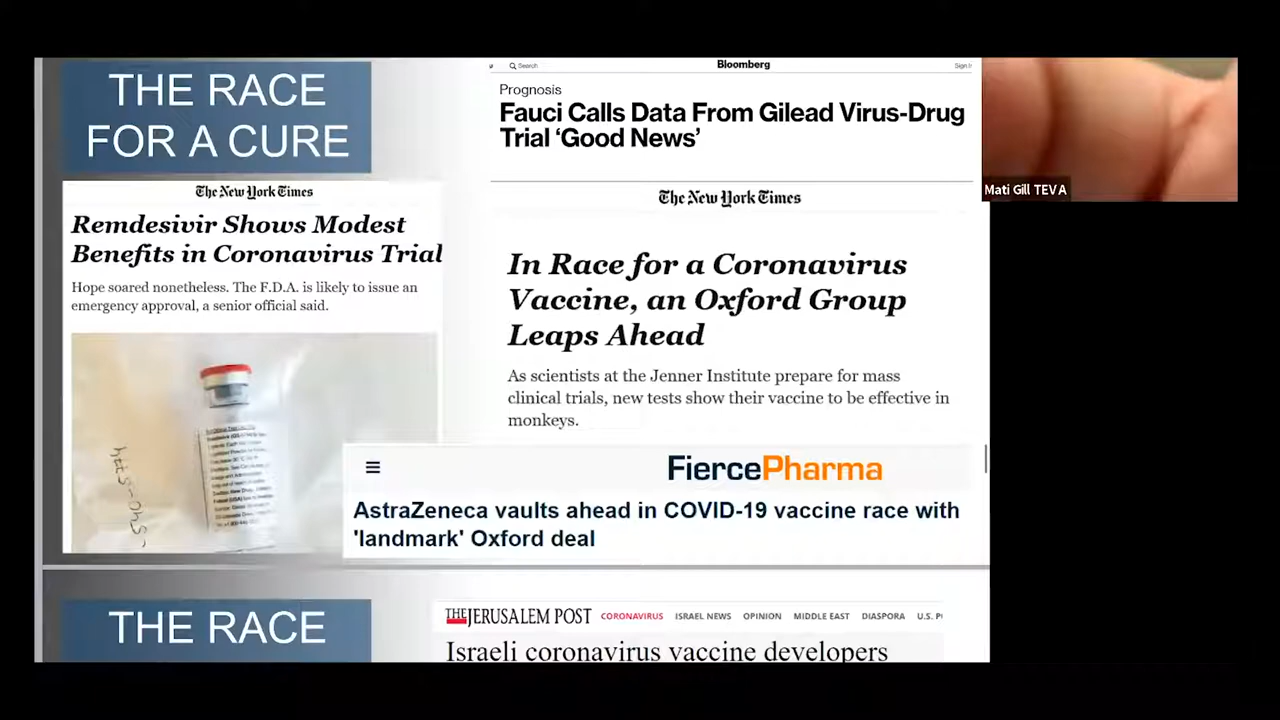 THE RACE
FOR A CURE
The New York Times
Remdesivir Shows Modest
Benefits in Coronavirus Trial
Hope soared nonetheless. The F.D.A. is likely to issue an
emergency approval, a senior official said.
Search
Bloomberg
Sign I
Prognosis
Fauci Calls Data From Gilead Virus-Drug
Trial ‘Good News’
The New York Times
In Race for a Coronavirus
Vaccine, an Oxford Group
Leaps Ahead
As scientists at the Jenner Institute prepare for mass
clinical trials, new tests show their vaccine to be effective in
monkeys.
FiercePharma
AstraZeneca vaults ahead in COVID-19 vaccine race with
'landmark' Oxford deal
Mati Gill TEVA
THE RACE
THE JERUSALEM POST CORONAVIRUS ISRAEL NEWS OPINION MIDDLE EAST DIASPORA U.S. P
Israeli coronavirus vaccine developers